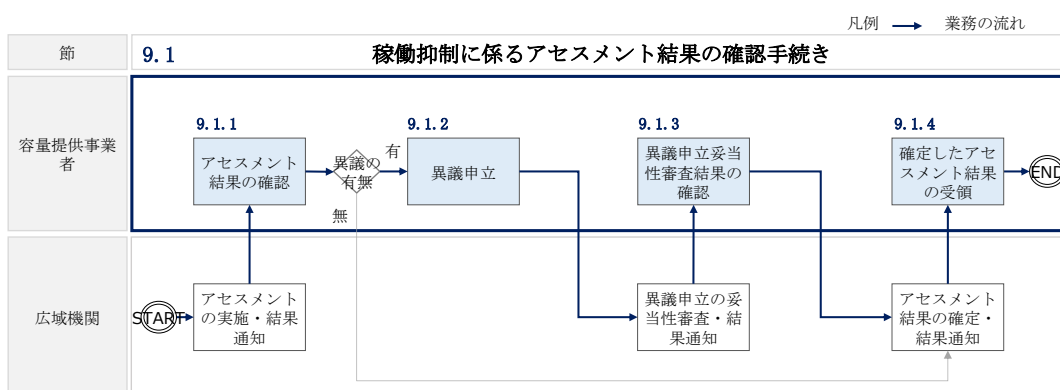 凡例 業務の流れ
節
9.1 稼働抑制に係るアセスメント結果の確認手続き
容量提供事業
者
9.1.1
アセスメント
結果の確認
異議の
有無
有
無
9.1.2
異議申立
9.1.3
異議申立妥当
性審査結果の
確認
9.1.4
確定したアセ
スメント結果
の受領
END
広域機関
START
アセスメント
の実施・結果
通知
異議申立の妥
当性審査・結
果通知
アセスメント
結果の確定・
結果通知